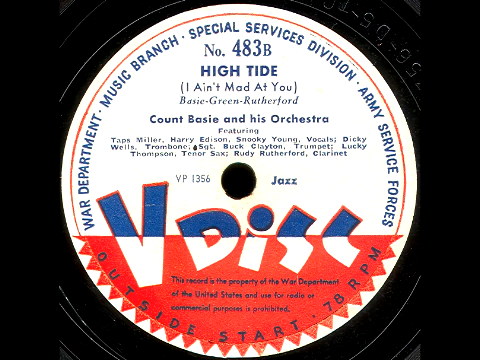 WAR DEPARTMENT · MUSIC BRANCH · SPECIAL SERVICES DIVISION · ARMY SERVICE FORCES
No. 483B
HIGH TIDE
(I Ain't Mad At You)
Basie-Green-Rutherford
Count Basie and his Orchestra
Featuring
Taps Miller, Harry Edison, Snooky Young, Vocals; Dicky
Wells, Trombone; Sgt. Buck Clayton, Trumpet; Lucky
Thompson, Tenor Sax; Rudy Rutherford, Clarinet
VP 1356 Jazz
V DISC
This record is the property of the War Department
of the United States and use for radio or
commercial purposes is prohibited.
OUTSIDE START · 78 RPM